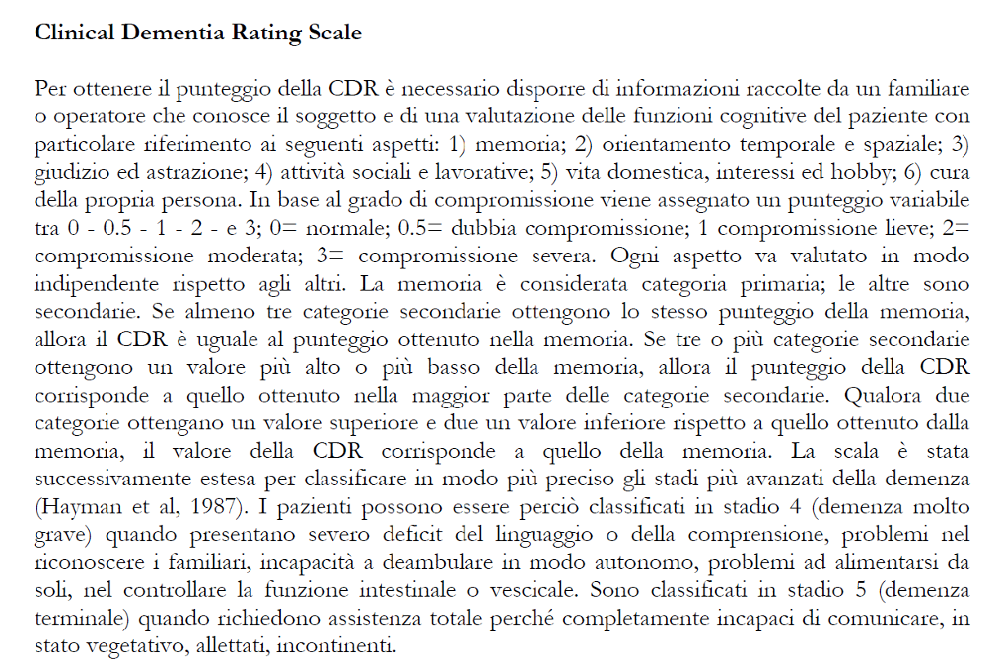 Clinical Dementia Rating Scale
Per ottenere il punteggio della CDR è necessario disporre di informazioni raccolte da un familiare
o operatore che conosce il soggetto e di una valutazione delle funzioni cognitive del paziente con
particolare riferimento ai seguenti aspetti: 1) memoria; 2) orientamento temporale e spaziale; 3)
giudizio ed astrazione; 4) attività sociali e lavorative; 5) vita domestica, interessi ed hobby; 6) cura
della propria persona. In base al grado di compromissione viene assegnato un punteggio variabile
tra 0 - 0.5 - 1 - 2 - e 3; 0= normale; 0.5= dubbia compromissione; 1 compromissione lieve; 2=
compromissione moderata; 3= compromissione severa. Ogni aspetto va valutato in modo
indipendente rispetto agli altri. La memoria è considerata categoria primaria; le altre sono
secondarie. Se almeno tre categorie secondarie ottengono lo stesso punteggio della memoria,
allora il CDR è uguale al punteggio ottenuto nella memoria. Se tre o più categorie secondarie
ottengono un valore più alto o più basso della memoria, allora il punteggio della CDR
corrisponde a quello ottenuto nella maggior parte delle categorie secondarie. Qualora due
categorie ottengano un valore superiore e due un valore inferiore rispetto a quello ottenuto dalla
memoria, il valore della CDR corrisponde a quello della memoria. La scala è stata
successivamente estesa per classificare in modo più preciso gli stadi più avanzati della demenza
(Hayman et al, 1987). I pazienti possono essere perciò classificati in stadio 4 (demenza molto
grave) quando presentano severo deficit del linguaggio o della comprensione, problemi nel
riconoscere i familiari, incapacità a deambulare in modo autonomo, problemi ad alimentarsi da
soli, nel controllare la funzione intestinale o vescicale. Sono classificati in stadio 5 (demenza
terminale) quando richiedono assistenza totale perché completamente incapaci di comunicare, in
stato vegetativo, allettati, incontinenti.